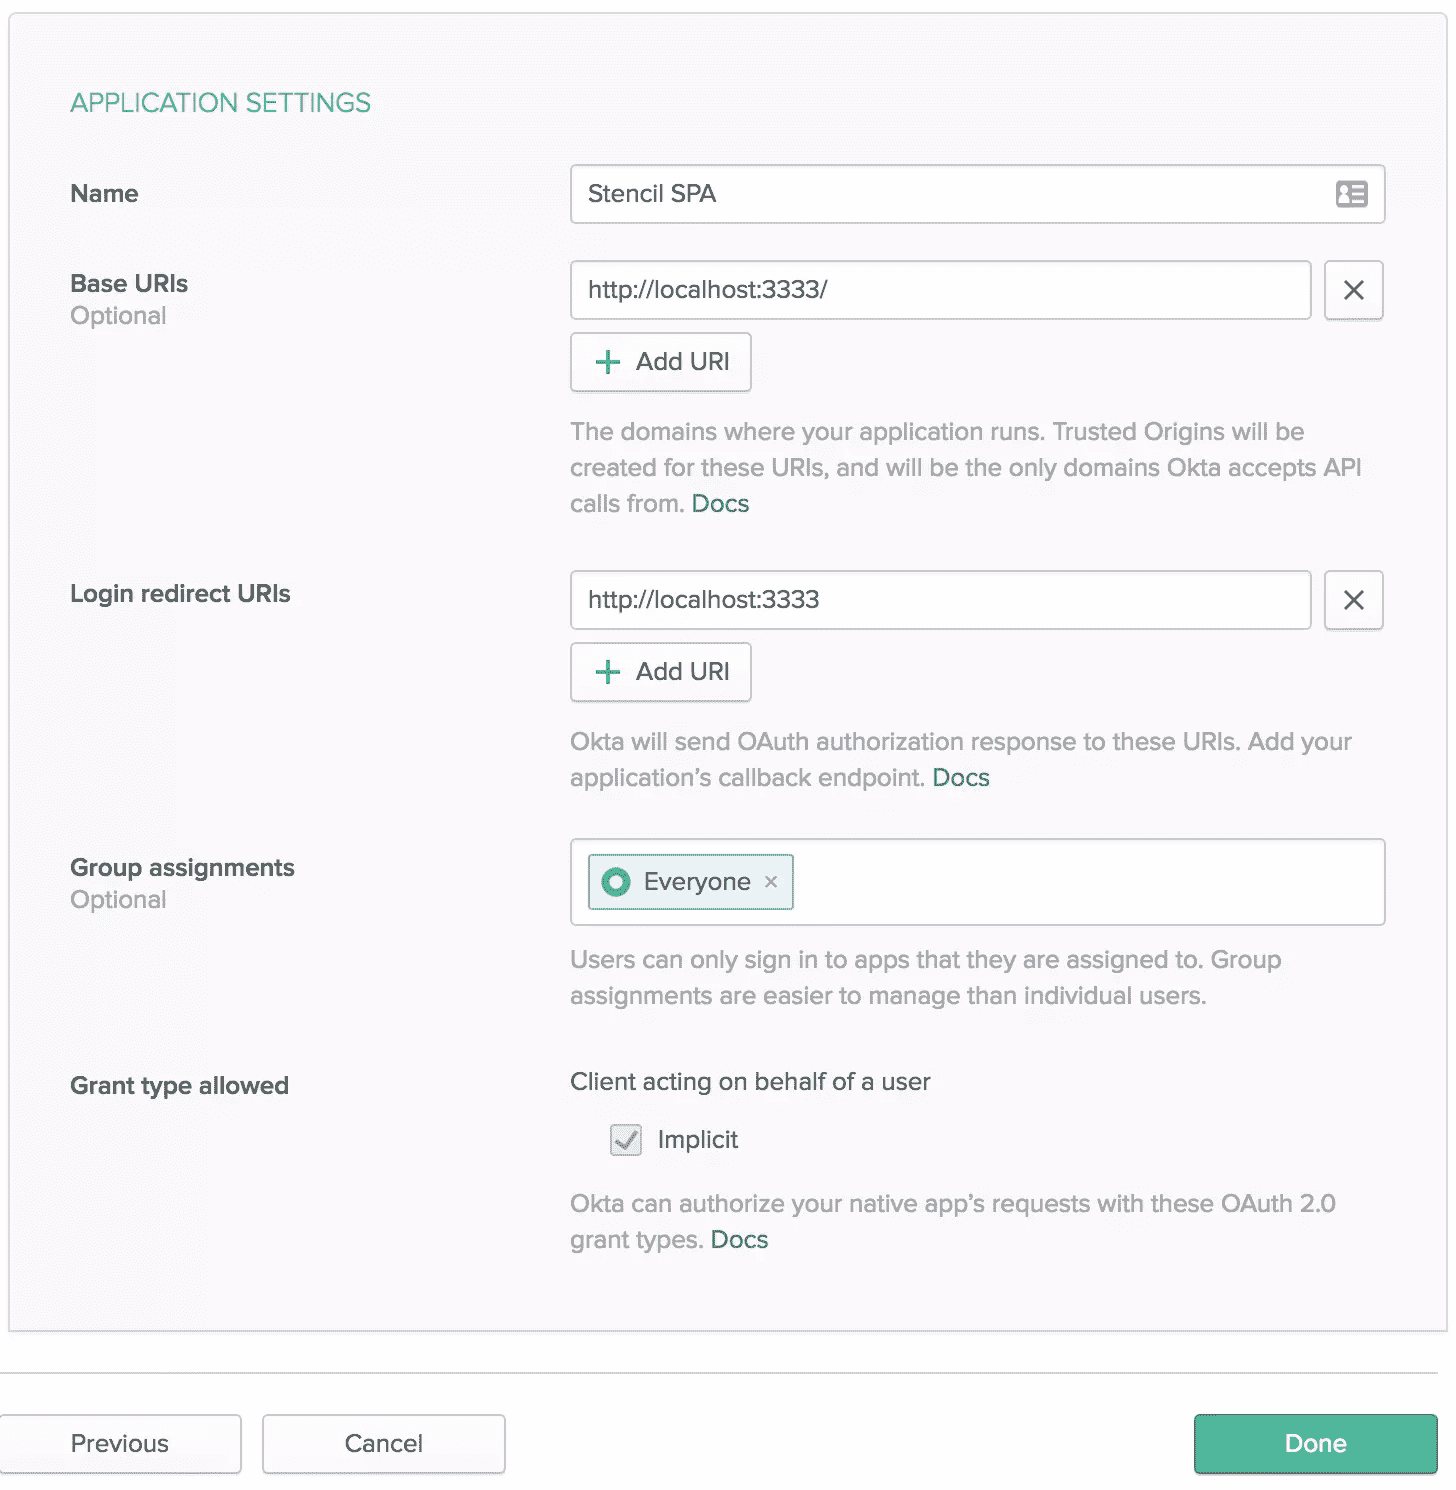 APPLICATION SETTINGS
Name
Stencil SPA
Base URIs
Optional
http://localhost:3333/
Add URI
The domains where your application runs. Trusted Origins will be
created for these URIs, and will be the only domains Okta accepts API
calls from. Docs
Login redirect URIs
http://localhost:3333
Add URI
Okta will send OAuth authorization response to these URIs. Add your
application’s callback endpoint. Docs
Group assignments
Optional
Everyone
Users can only sign in to apps that they are assigned to. Group
assignments are easier to manage than individual users.
Grant type allowed
Client acting on behalf of a user
Implicit
Okta can authorize your native app’s requests with these OAuth 2.0
grant types. Docs
Previous
Cancel
Done